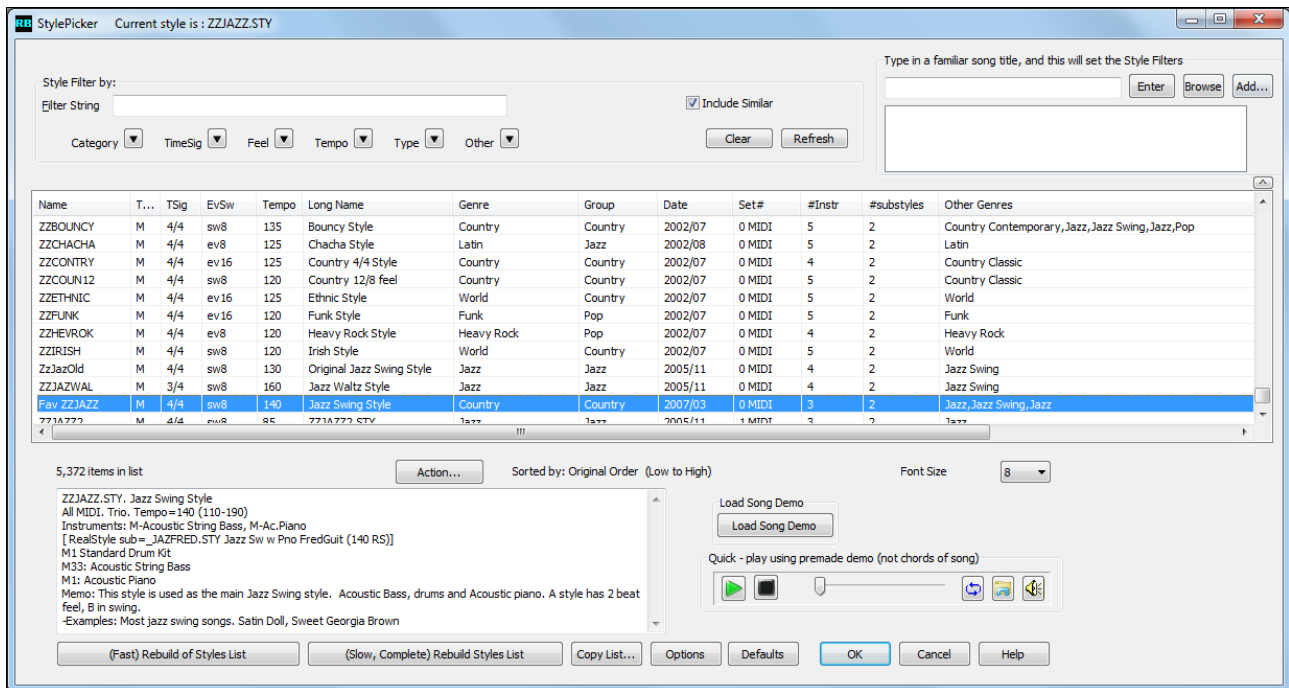 RB StylePicker Current style is : ZZJAZZ.STY
Type in a familiar song title, and this will set the Style Filters
Enter Browse Add...
Style Filter by:
Filter String
Include Similar
Category TimeSig Feel Tempo Type Other Clear Refresh
Name T... TSig EvSw Tempo Long Name Genre Group Date Set# #Instr #substyles Other Genres
ZZBOUNCY M 4/4 sw8 135 Bouncy Style Country Country 2002/07 0 MIDI 5 2 Country Contemporary,Jazz,Jazz Swing,Jazz,Pop
ZZCHACHA M 4/4 ev8 125 Chacha Style Latin Jazz 2002/08 0 MIDI 5 2 Latin
ZZCONTRY M 4/4 ev16 125 Country 4/4 Style Country Country 2002/07 0 MIDI 4 2 Country Classic
ZZCOUN12 M 4/4 sw8 120 Country 12/8 feel Country Country 2002/07 0 MIDI 4 2 Country Classic
ZZETHNIC M 4/4 ev16 125 Ethnic Style World Country 2002/07 0 MIDI 5 2 World
ZZFUNK M 4/4 ev16 120 Funk Style Funk Pop 2002/07 0 MIDI 5 2 Funk
ZZHEVROK M 4/4 ev8 120 Heavy Rock Style Heavy Rock Pop 2002/07 0 MIDI 4 2 Heavy Rock
ZZIRISH M 4/4 sw8 120 Irish Style World Country 2002/07 0 MIDI 5 2 World
ZzJazOld M 4/4 sw8 130 Original Jazz Swing Style Jazz Jazz 2005/11 0 MIDI 4 2 Jazz Swing
ZZJAZWAL M 3/4 sw8 160 Jazz Waltz Style Jazz Jazz 2005/11 0 MIDI 4 2 Jazz Swing
Fav ZZJAZZ M 4/4 sw8 140 Jazz Swing Style Country Country 2007/03 0 MIDI 3 2 Jazz,Jazz Swing,Jazz
ZZJAZZ2 M 4/4 sw8 85 ZZJAZZ2.STY Jazz Jazz 2005/11 1 MIDI 3 2 Jazz
5,372 items in list Action... Sorted by: Original Order (Low to High) Font Size 8
ZZJAZZ.STY. Jazz Swing Style
All MIDI. Trio. Tempo=140 (110-190)
Instruments: M-Acoustic String Bass, M-Ac.Piano
[ RealStyle sub=_JAZFRED.STY Jazz Sw w Pno FredGuit (140 RS)]
M1 Standard Drum Kit
M33: Acoustic String Bass
M1: Acoustic Piano
Memo: This style is used as the main Jazz Swing style. Acoustic Bass, drums and Acoustic piano. A style has 2 beat
feel, B in swing.
-Examples: Most jazz swing songs. Satin Doll, Sweet Georgia Brown
Load Song Demo
Load Song Demo
Quick - play using premade demo (not chords of song)
(Fast) Rebuild of Styles List (Slow, Complete) Rebuild Styles List Copy List... Options Defaults OK Cancel Help